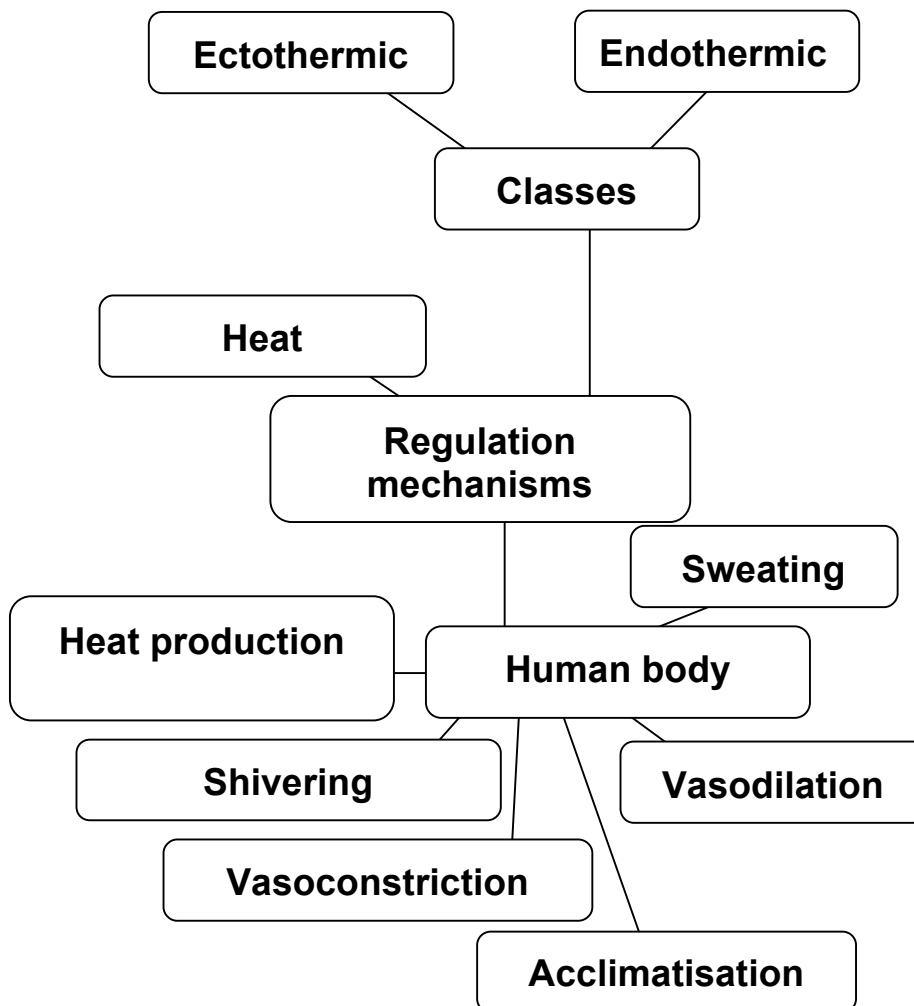 Ectothermic
Endothermic
Classes
Heat
Regulation
mechanisms
Sweating
Heat production
Human body
Shivering
Vasodilation
Vasoconstriction
Acclimatisation